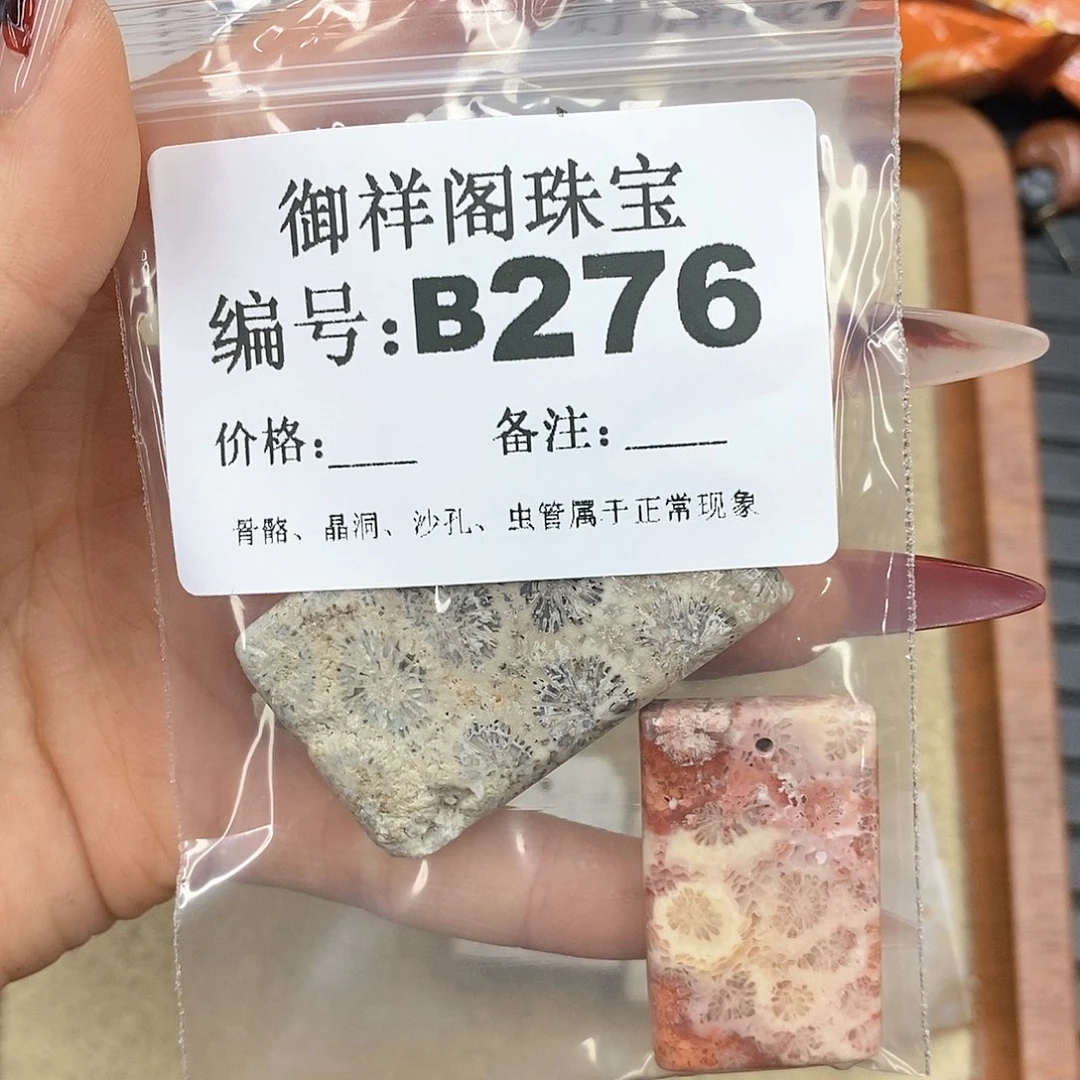 御祥阁珠宝
编号:B276
价格:___ 备注:____
骨骼、晶洞、沙孔、虫管属于正常现象